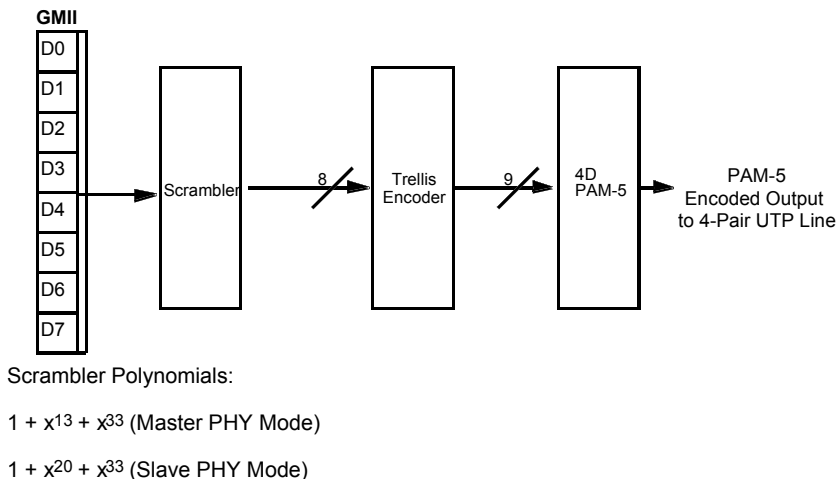 GMII
D0
D1
D2
D3
D4
D5
D6
D7
Scrambler
8
Trellis
Encoder
9
4D
PAM-5
PAM-5
Encoded Output
to 4-Pair UTP Line
Scrambler Polynomials:
1 + x13 + x33 (Master PHY Mode)
1 + x20 + x33 (Slave PHY Mode)